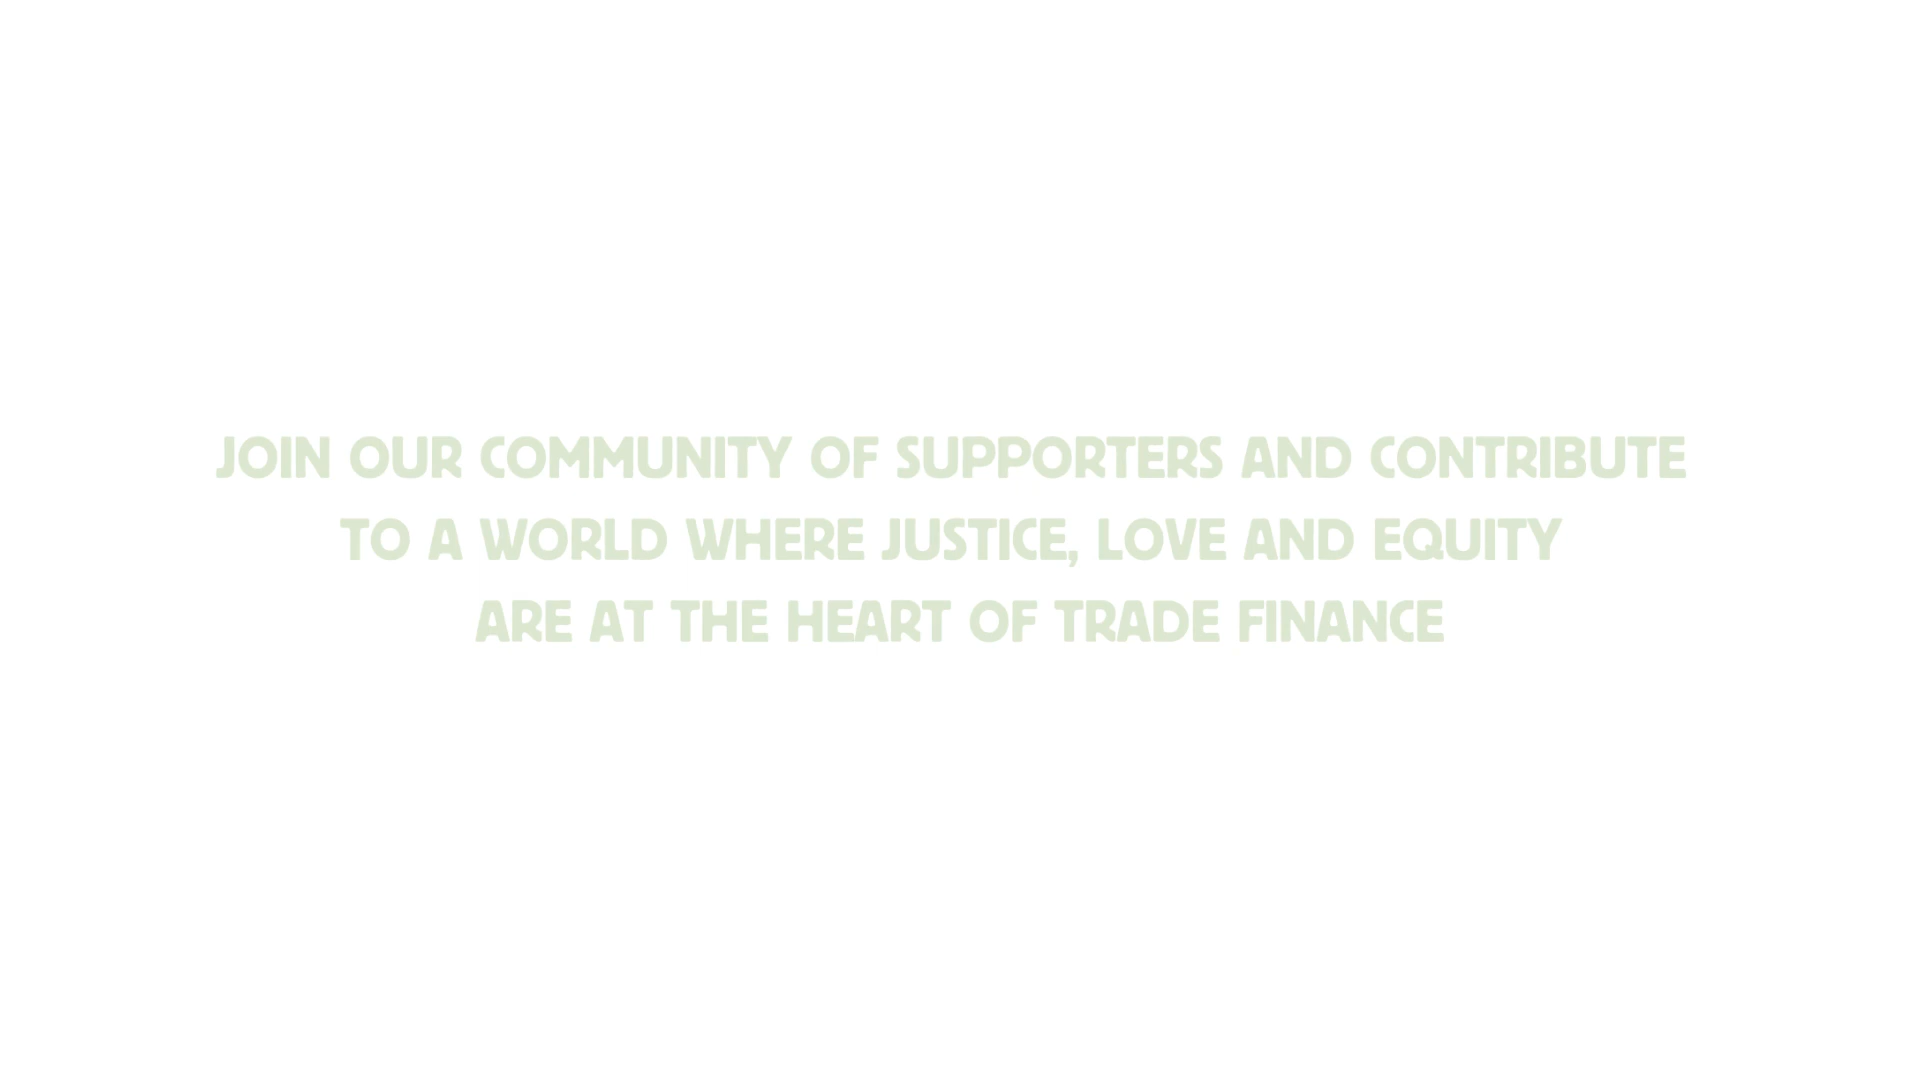 JOIN OUR COMMUNITY OF SUPPORTERS AND CONTRIBUTE
TO A WORLD WHERE JUSTICE, LOVE AND EQUITY
ARE AT THE HEART OF TRADE FINANCE